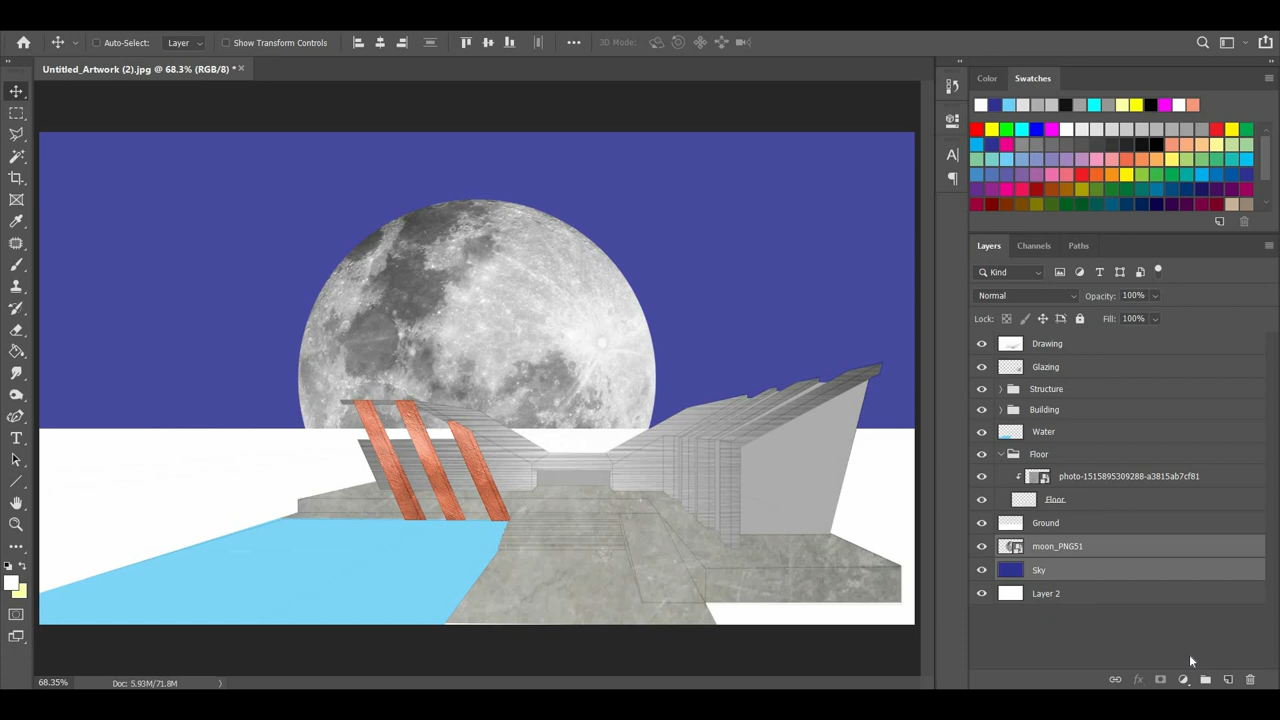 Auto-Select:
Layer
Show Transform Controls
3D Mode:
Untitled_Artwork (2).jpg @ 68.3% (RGB/8) *
Color
Swatches
Layers
Channels
Paths
Kind
Normal
Opacity: 100%
Lock:
Fill: 100%
Drawing
Glazing
Structure
Building
Water
Floor
photo-1515895309288-a3815ab7cf81
Floor
Ground
moon_PNG51
Sky
Layer 2
68.35%
Doc: 5.93M/71.8M